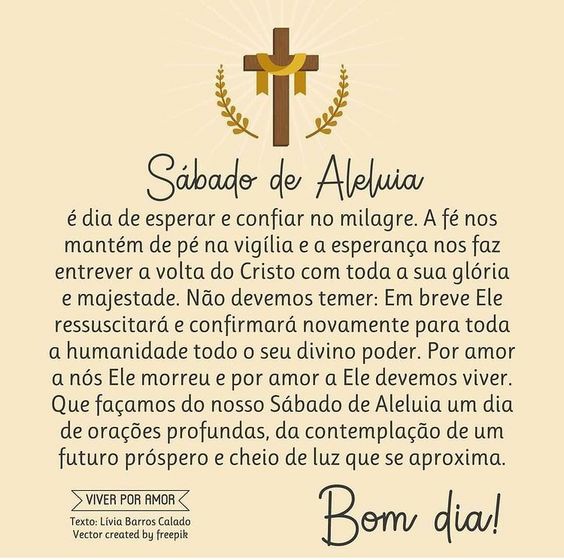 Sábado de Aleluia
é dia de esperar e confiar no milagre. A fé nos
mantém de pé na vigília e a esperança nos faz
entrever a volta do Cristo com toda a sua glória
e majestade. Não devemos temer: Em breve Ele
ressuscitará e confirmará novamente para toda
a humanidade todo o seu divino poder. Por amor
a nós Ele morreu e por amor a Ele devemos viver.
Que façamos do nosso Sábado de Aleluia um dia
de orações profundas, da contemplação de um
futuro próspero e cheio de luz que se aproxima.
VIVER POR AMOR
Texto: Lívia Barros Calado
Vector created by freepik
Bom dia!